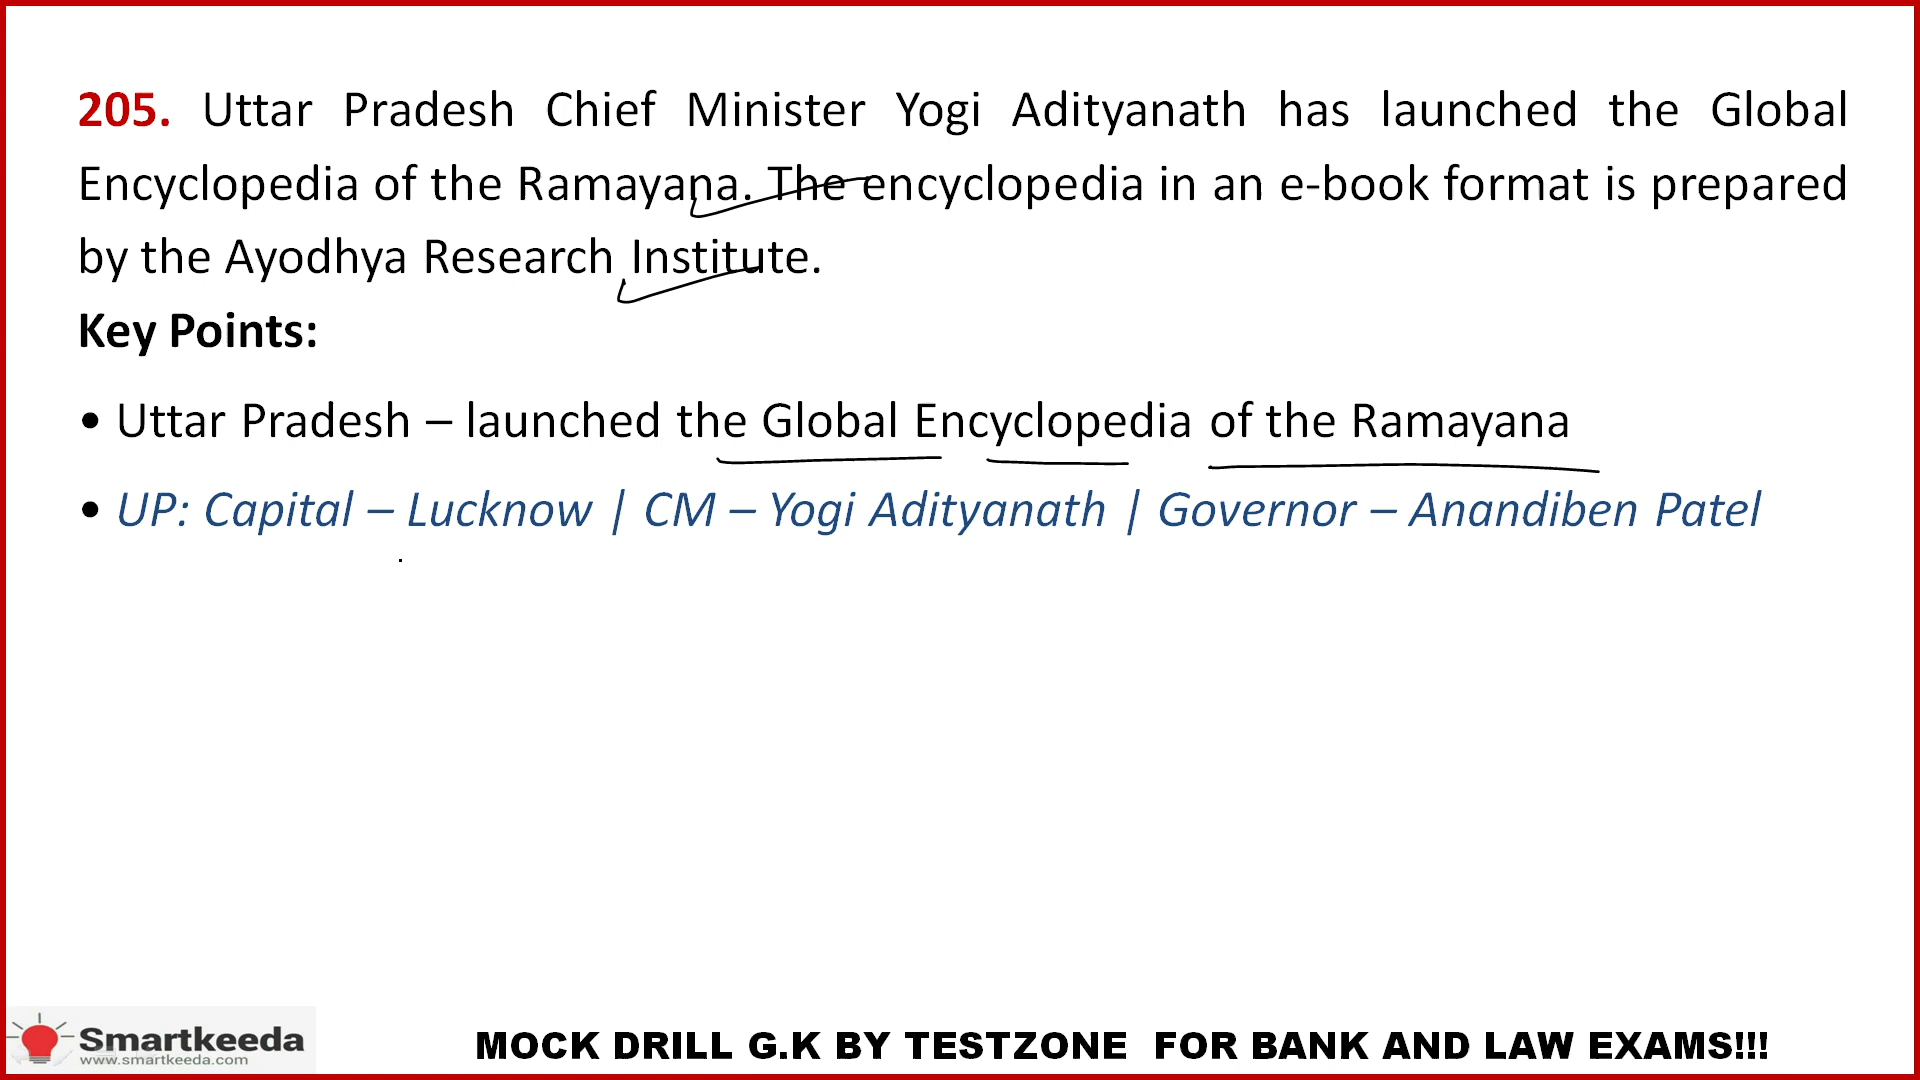 205. Uttar Pradesh Chief Minister Yogi Adityanath has launched the Global
Encyclopedia of the Ramayana. The encyclopedia in an e-book format is prepared
by the Ayodhya Research Institute.
Key Points:
• Uttar Pradesh – launched the Global Encyclopedia of the Ramayana
• UP: Capital – Lucknow | CM – Yogi Adityanath | Governor – Anandiben Patel
Smartkeeda
www.smartkeeda.com
MOCK DRILL G.K BY TESTZONE FOR BANK AND LAW EXAMS!!!